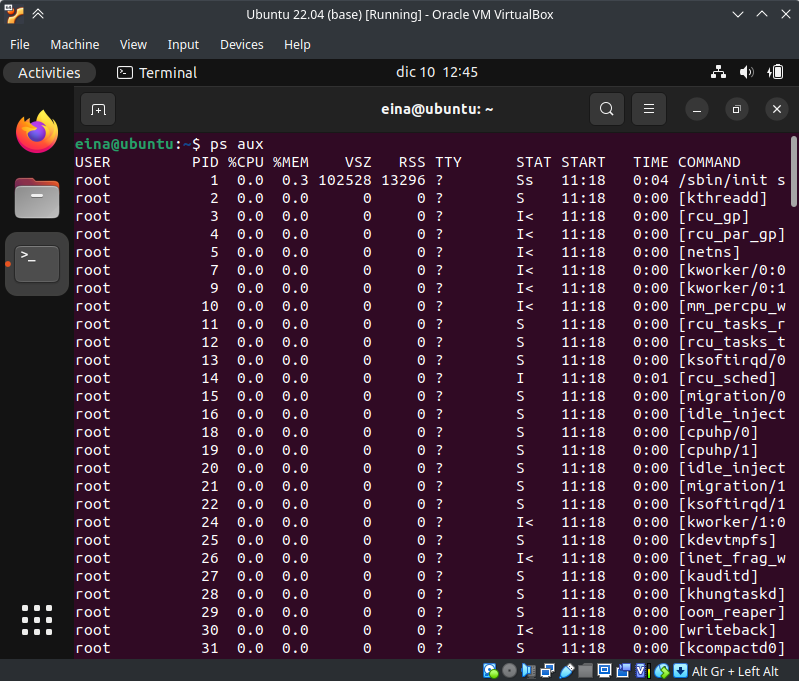 Ubuntu 22.04 (base) [Running] - Oracle VM VirtualBox
File Machine View Input Devices Help
Activities Terminal dic 10 12:45
eina@ubuntu: ~
eina@ubuntu:~$ ps aux
USER PID %CPU %MEM VSZ RSS TTY STAT START TIME COMMAND
root 1 0.0 0.3 102528 13296 ? Ss 11:18 0:04 /sbin/init s
root 2 0.0 0.0 0 0 ? S 11:18 0:00 [kthreadd]
root 3 0.0 0.0 0 0 ? I< 11:18 0:00 [rcu_gp]
root 4 0.0 0.0 0 0 ? I< 11:18 0:00 [rcu_par_gp]
root 5 0.0 0.0 0 0 ? I< 11:18 0:00 [netns]
root 7 0.0 0.0 0 0 ? I< 11:18 0:00 [kworker/0:0
root 9 0.0 0.0 0 0 ? I< 11:18 0:00 [kworker/0:1
root 10 0.0 0.0 0 0 ? I< 11:18 0:00 [mm_percpu_w
root 11 0.0 0.0 0 0 ? S 11:18 0:00 [rcu_tasks_r
root 12 0.0 0.0 0 0 ? S 11:18 0:00 [rcu_tasks_t
root 13 0.0 0.0 0 0 ? S 11:18 0:00 [ksoftirqd/0
root 14 0.0 0.0 0 0 ? I 11:18 0:01 [rcu_sched]
root 15 0.0 0.0 0 0 ? S 11:18 0:00 [migration/0
root 16 0.0 0.0 0 0 ? S 11:18 0:00 [idle_inject
root 18 0.0 0.0 0 0 ? S 11:18 0:00 [cpuhp/0]
root 19 0.0 0.0 0 0 ? S 11:18 0:00 [cpuhp/1]
root 20 0.0 0.0 0 0 ? S 11:18 0:00 [idle_inject
root 21 0.0 0.0 0 0 ? S 11:18 0:00 [migration/1
root 22 0.0 0.0 0 0 ? S 11:18 0:00 [ksoftirqd/1
root 24 0.0 0.0 0 0 ? I< 11:18 0:00 [kworker/1:0
root 25 0.0 0.0 0 0 ? S 11:18 0:00 [kdevtmpfs]
root 26 0.0 0.0 0 0 ? I< 11:18 0:00 [inet_frag_w
root 27 0.0 0.0 0 0 ? S 11:18 0:00 [kauditd]
root 28 0.0 0.0 0 0 ? S 11:18 0:00 [khungtaskd]
root 29 0.0 0.0 0 0 ? S 11:18 0:00 [oom_reaper]
root 30 0.0 0.0 0 0 ? I< 11:18 0:00 [writeback]
root 31 0.0 0.0 0 0 ? S 11:18 0:00 [kcompactd0]
Alt Gr + Left Alt